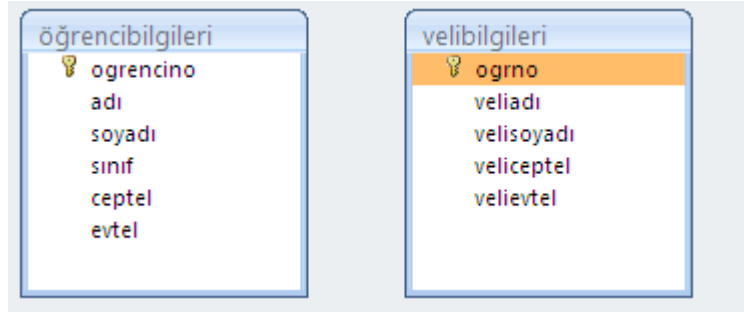 öğrencibilgileri
ogrencino
adı
soyadı
sınıf
ceptel
evtel
velibilgileri
ogrno
veliadı
velisoyadı
veliceptel
velievtel